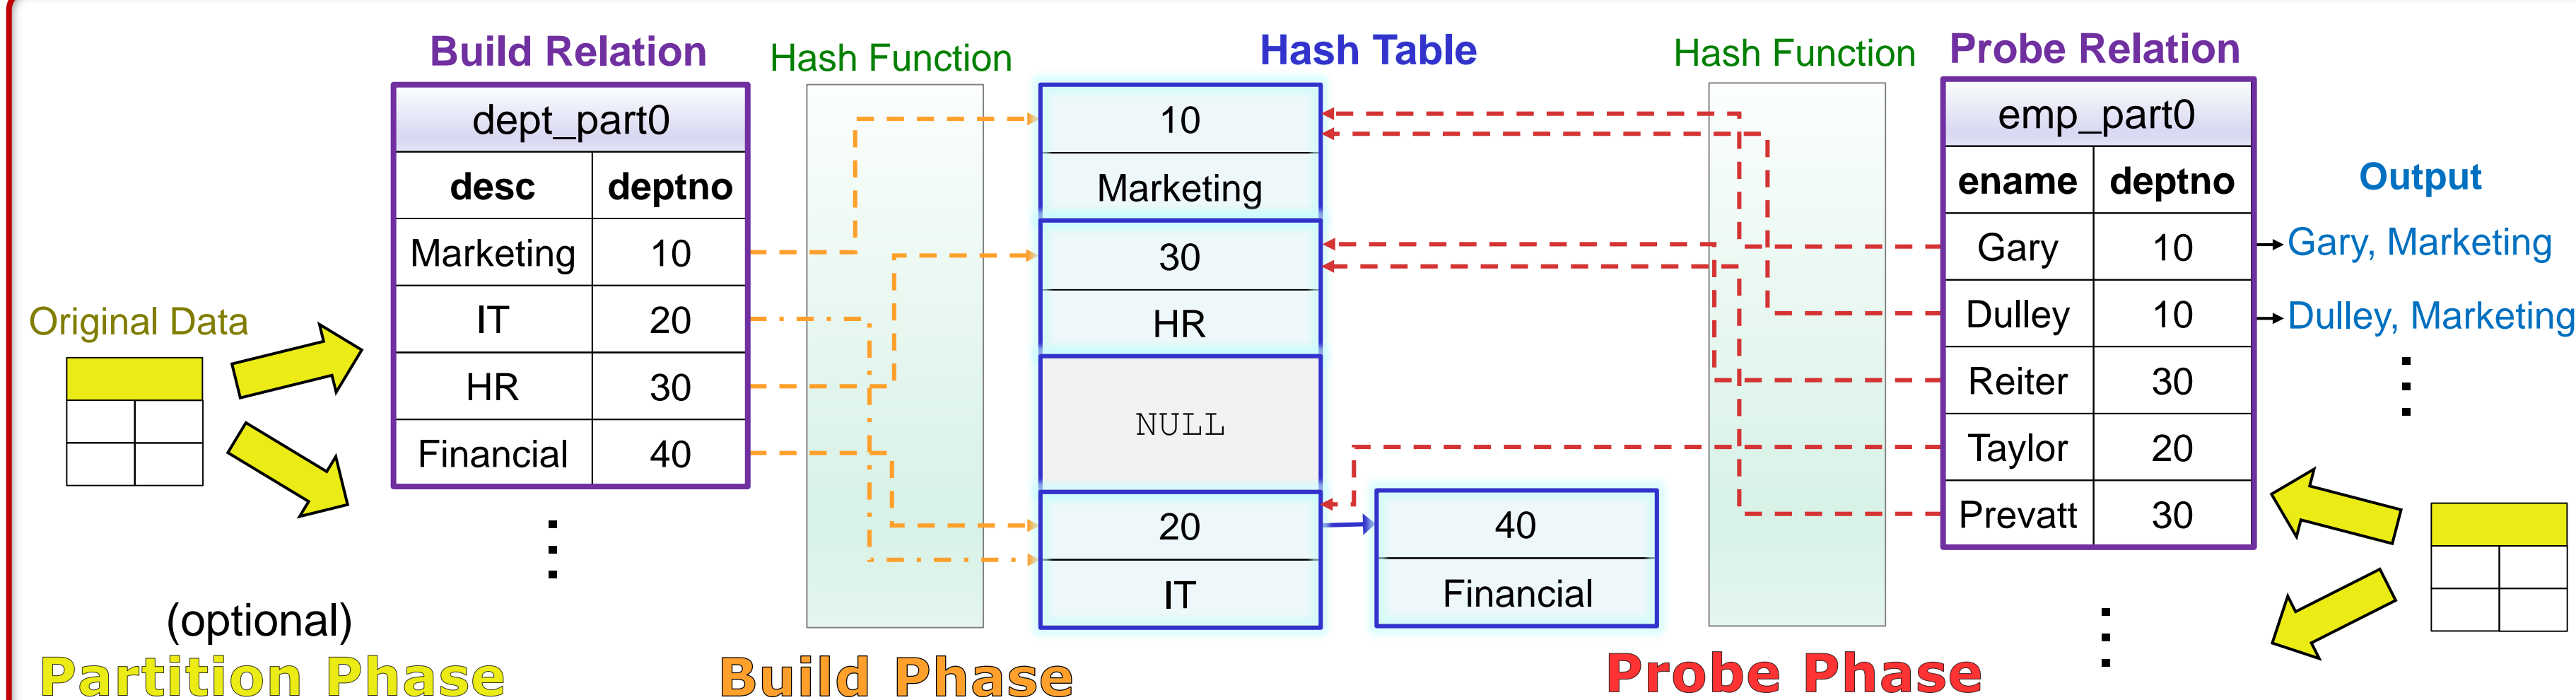 Build Relation
Hash Function
Hash Table
Hash Function
Probe Relation
dept_part0
desc deptno
Marketing 10
IT 20
HR 30
Financial 40
Original Data
(optional)
Partition Phase
Build Phase
10
Marketing
30
HR
NULL
20
IT
40
Financial
Probe Phase
emp_part0
ename deptno
Gary 10
Dulley 10
Reiter 30
Taylor 20
Prevatt 30
Output
Gary, Marketing
Dulley, Marketing